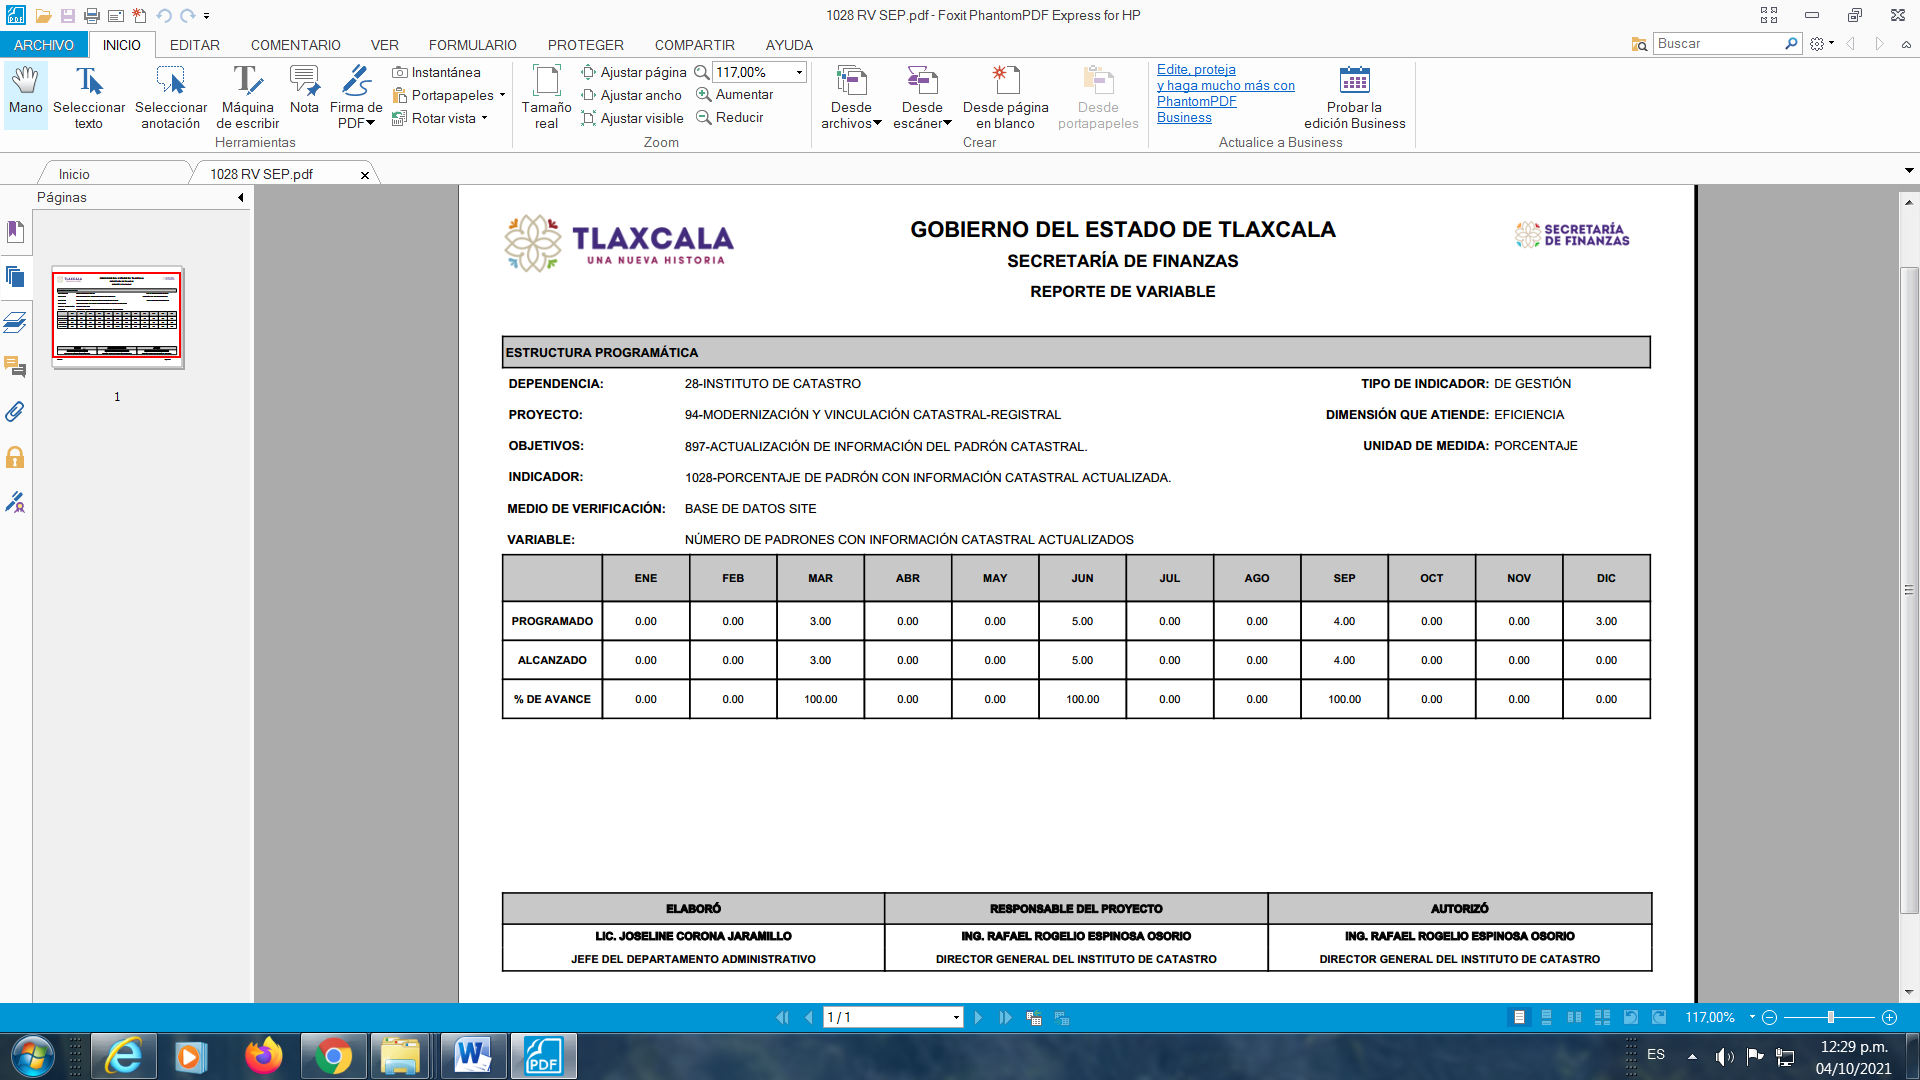 1028 RV SEP.pdf - Foxit PhantomPDF Express for HP
ARCHIVO INICIO EDITAR COMENTARIO VER FORMULARIO PROTEGER COMPARTIR AYUDA Buscar
Mano
Seleccionar texto
Seleccionar anotación
Máquina de escribir
Nota
Firma de PDF
Instantánea
Portapapeles
Rotar vista
Herramientas
Tamaño real
Ajustar página
Ajustar ancho
Ajustar visible
117,00%
Aumentar
Reducir
Zoom
Desde archivos
Desde escáner
Desde página en blanco
Desde portapapeles
Crear
Edite, proteja
y haga mucho más con
PhantomPDF
Business
Probar la edición Business
Actualice a Business
Inicio 1028 RV SEP.pdf
Páginas
1
TLAXCALA
UNA NUEVA HISTORIA
GOBIERNO DEL ESTADO DE TLAXCALA
SECRETARÍA DE FINANZAS
REPORTE DE VARIABLE
SECRETARÍA
DE FINANZAS
ESTRUCTURA PROGRAMÁTICA
DEPENDENCIA: 28-INSTITUTO DE CATASTRO TIPO DE INDICADOR: DE GESTIÓN
PROYECTO: 94-MODERNIZACIÓN Y VINCULACIÓN CATASTRAL-REGISTRAL DIMENSIÓN QUE ATIENDE: EFICIENCIA
OBJETIVOS: 897-ACTUALIZACIÓN DE INFORMACIÓN DEL PADRÓN CATASTRAL. UNIDAD DE MEDIDA: PORCENTAJE
INDICADOR: 1028-PORCENTAJE DE PADRÓN CON INFORMACIÓN CATASTRAL ACTUALIZADA.
MEDIO DE VERIFICACIÓN: BASE DE DATOS SITE
VARIABLE: NÚMERO DE PADRONES CON INFORMACIÓN CATASTRAL ACTUALIZADOS
ENE FEB MAR ABR MAY JUN JUL AGO SEP OCT NOV DIC
PROGRAMADO 0.00 0.00 3.00 0.00 0.00 5.00 0.00 0.00 4.00 0.00 0.00 3.00
ALCANZADO 0.00 0.00 3.00 0.00 0.00 5.00 0.00 0.00 4.00 0.00 0.00 0.00
% DE AVANCE 0.00 0.00 100.00 0.00 0.00 100.00 0.00 0.00 100.00 0.00 0.00 0.00
ELABORÓ RESPONSABLE DEL PROYECTO AUTORIZÓ
LIC. JOSELINE CORONA JARAMILLO ING. RAFAEL ROGELIO ESPINOSA OSORIO ING. RAFAEL ROGELIO ESPINOSA OSORIO
JEFE DEL DEPARTAMENTO ADMINISTRATIVO DIRECTOR GENERAL DEL INSTITUTO DE CATASTRO DIRECTOR GENERAL DEL INSTITUTO DE CATASTRO
1 / 1 117,00%
ES 12:29 p.m.
04/10/2021